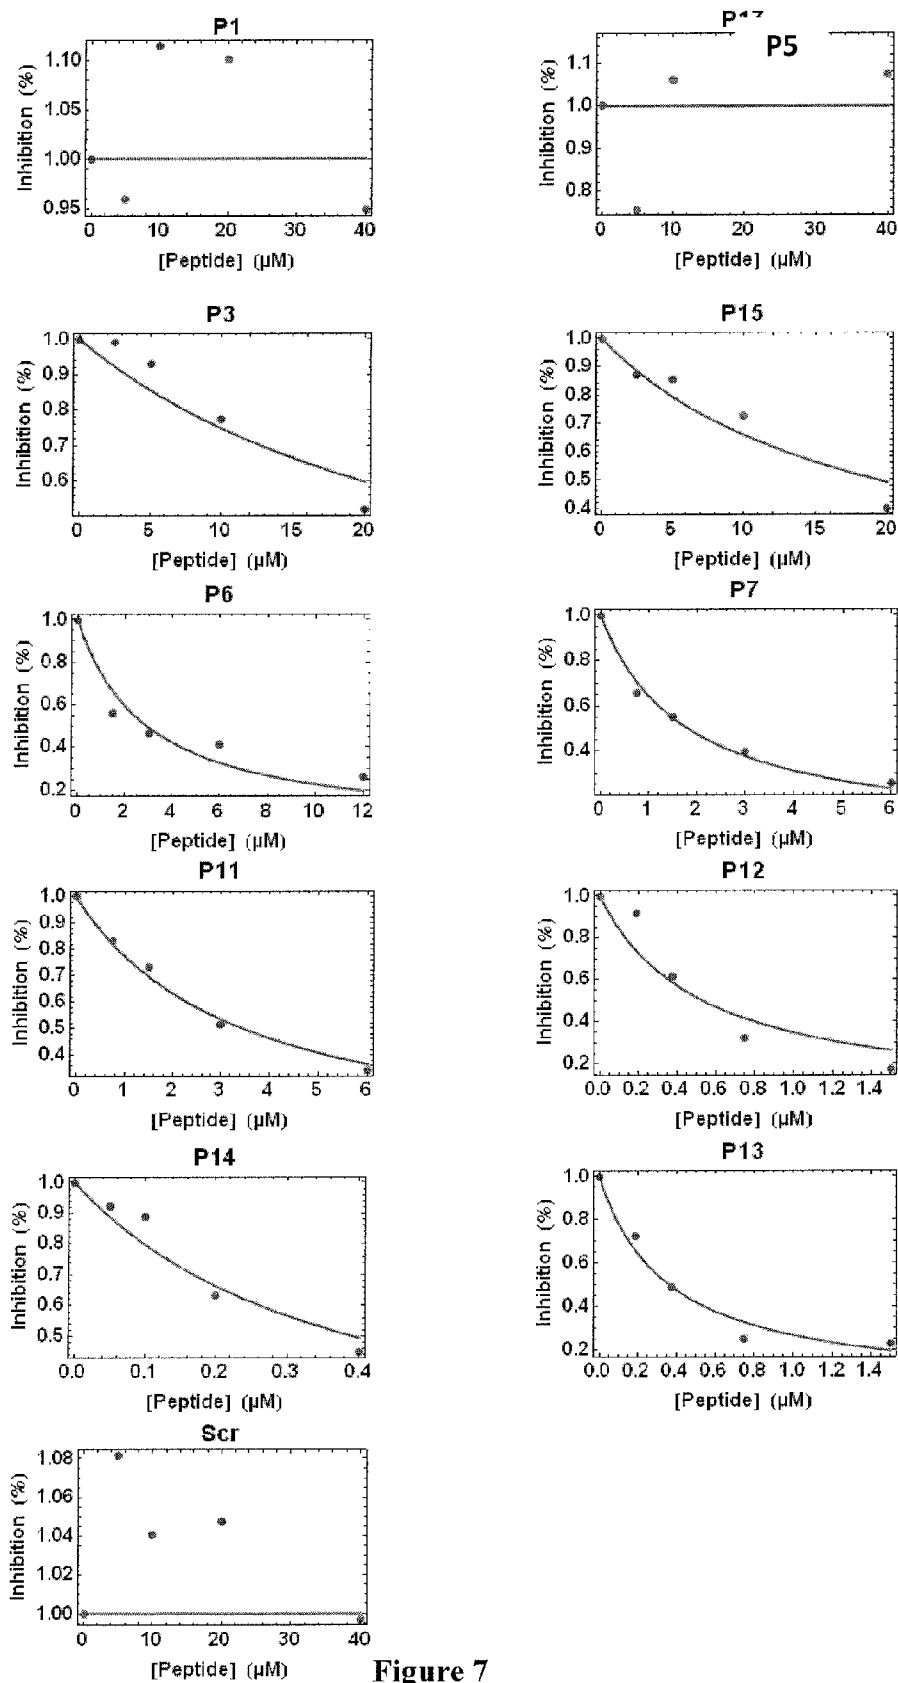 P1
Inhibition (%)
1.10
1.05
1.00
0.95
0 10 20 30 40
[Peptide] (µM)
P5
Inhibition (%)
1.1
1.0
0.9
0.8
0 10 20 30 40
[Peptide] (µM)
P3
Inhibition (%)
1.0
0.9
0.8
0.7
0.6
0 5 10 15 20
[Peptide] (µM)
P15
Inhibition (%)
1.0
0.9
0.8
0.7
0.6
0.5
0.4
0 5 10 15 20
[Peptide] (µM)
P6
Inhibition (%)
1.0
0.8
0.6
0.4
0.2
0 2 4 6 8 10 12
[Peptide] (µM)
P7
Inhibition (%)
1.0
0.8
0.6
0.4
0 1 2 3 4 5 6
[Peptide] (µM)
P11
Inhibition (%)
1.0
0.9
0.8
0.7
0.6
0.5
0.4
0 1 2 3 4 5 6
[Peptide] (µM)
P12
Inhibition (%)
1.0
0.8
0.6
0.4
0.2
0.0 0.2 0.4 0.6 0.8 1.0 1.2 1.4
[Peptide] (µM)
P14
Inhibition (%)
1.0
0.9
0.8
0.7
0.6
0.5
0.0 0.1 0.2 0.3 0.4
[Peptide] (µM)
P13
Inhibition (%)
1.0
0.8
0.6
0.4
0.2
0.0 0.2 0.4 0.6 0.8 1.0 1.2 1.4
[Peptide] (µM)
Scr
Inhibition (%)
1.08
1.06
1.04
1.02
1.00
0 10 20 30 40
[Peptide] (µM)
Figure 7